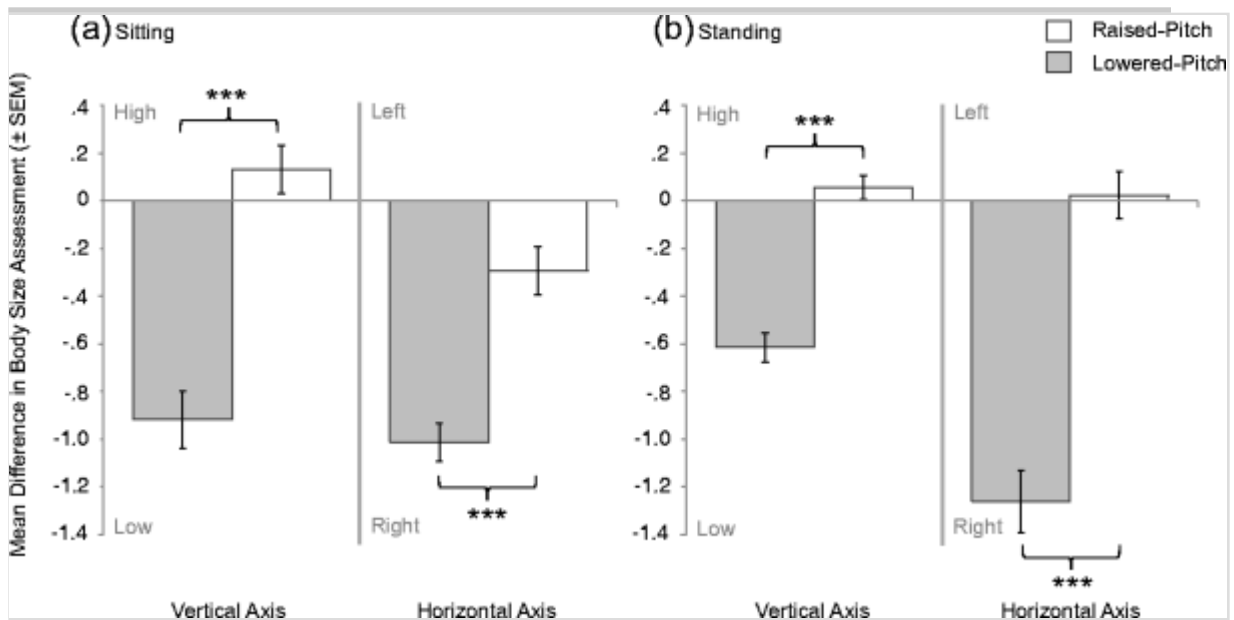 (a) Sitting
(b) Standing
Raised-Pitch
Lowered-Pitch
Mean Difference in Body Size Assessment (± SEM)
.4
.2
0
-.2
-.4
-.6
-.8
-1.0
-1.2
-1.4
High
Left
***
***
Low
Right
Vertical Axis
Horizontal Axis
.4
.2
0
-.2
-.4
-.6
-.8
-1.0
-1.2
-1.4
High
Left
***
***
Low
Right
Vertical Axis
Horizontal Axis